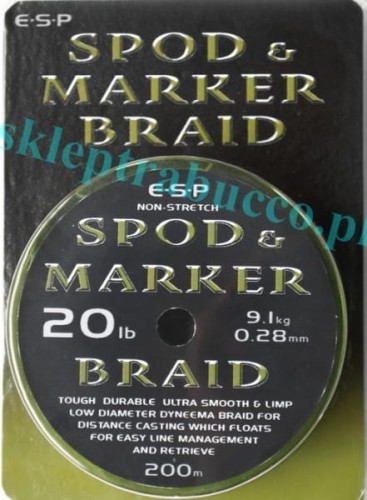 E·S·P
SPOD &
MARKER
BRAID
skleptrabucco.pl
E·S·P
NON-STRETCH
SPOD &
MARKER
20lb
9.1kg
0.28mm
BRAID
TOUGH DURABLE ULTRA SMOOTH & LIMP
LOW DIAMETER DYNEEMA BRAID FOR
DISTANCE CASTING WHICH FLOATS
FOR EASY LINE MANAGEMENT
AND RETRIEVE
200m